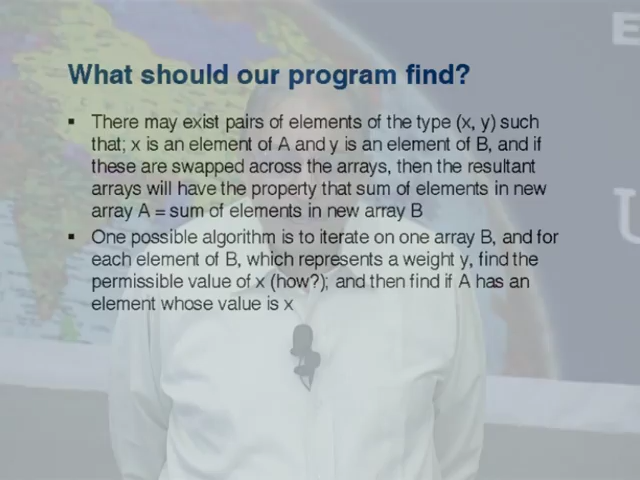 What should our program find?
▪ There may exist pairs of elements of the type (x, y) such
that; x is an element of A and y is an element of B, and if
these are swapped across the arrays, then the resultant
arrays will have the property that sum of elements in new
array A = sum of elements in new array B
▪ One possible algorithm is to iterate on one array B, and for
each element of B, which represents a weight y, find the
permissible value of x (how?); and then find if A has an
element whose value is x